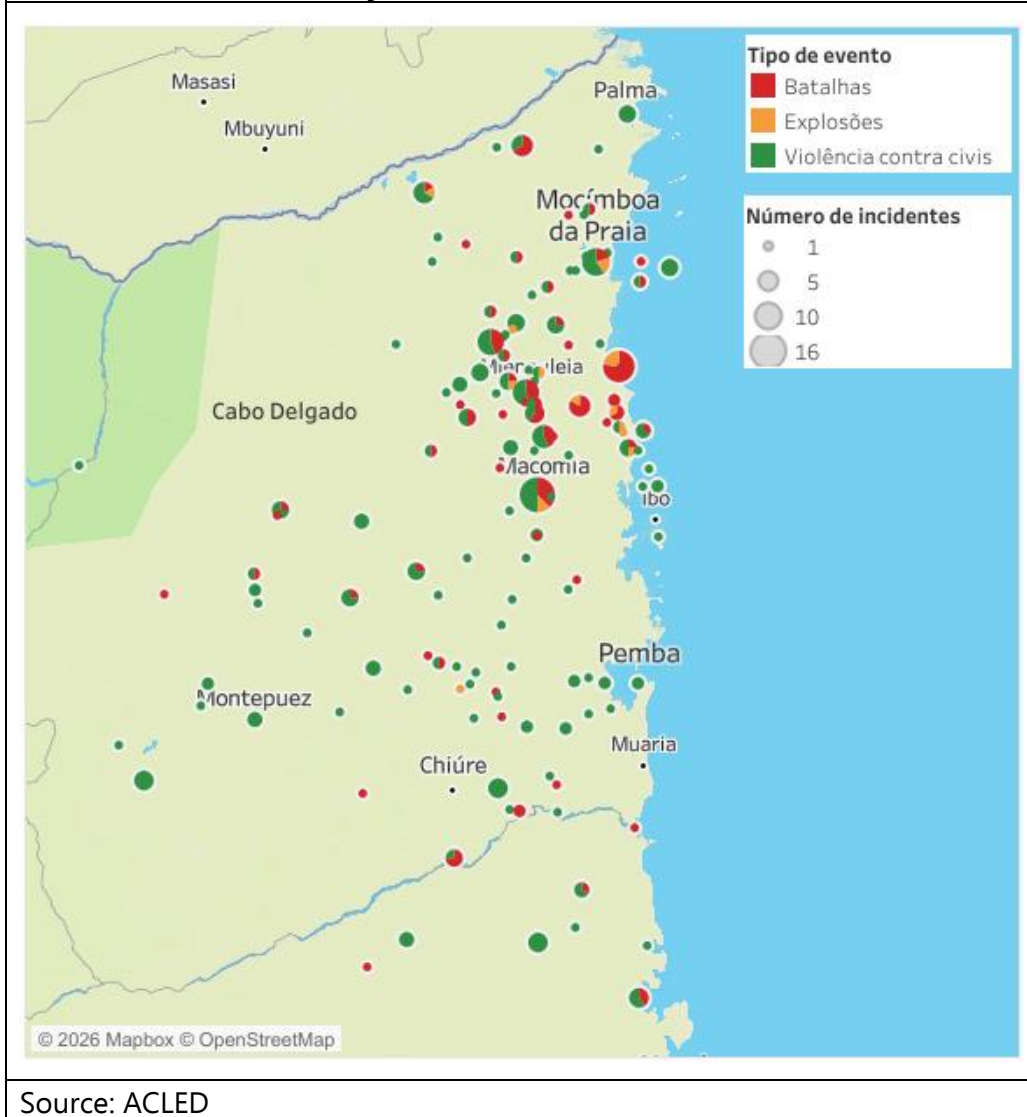 Tipo de evento
Batalhas
Explosões
Violência contra civis
Número de incidentes
1
5
10
16
Masasi
Mbuyuni
Palma
Mocímboa
da Praia
Cabo Delgado
Macomia
Ibo
Pemba
Montepuez
Muaria
Chiúre
© 2026 Mapbox © OpenStreetMap
Source: ACLED